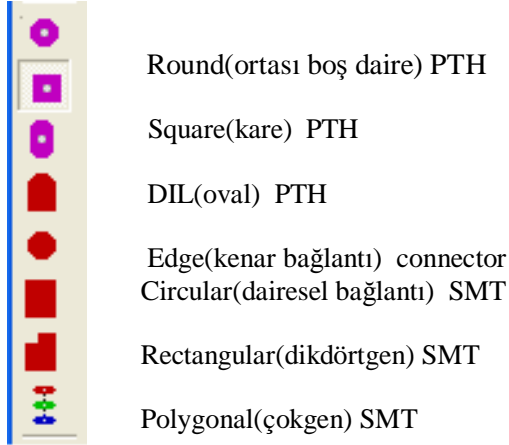 Round(ortası boş daire) PTH
Square(kare) PTH
DIL(oval) PTH
Edge(kenar bağlantı) connector
Circular(dairesel bağlantı) SMT
Rectangular(dikdörtgen) SMT
Polygonal(çokgen) SMT